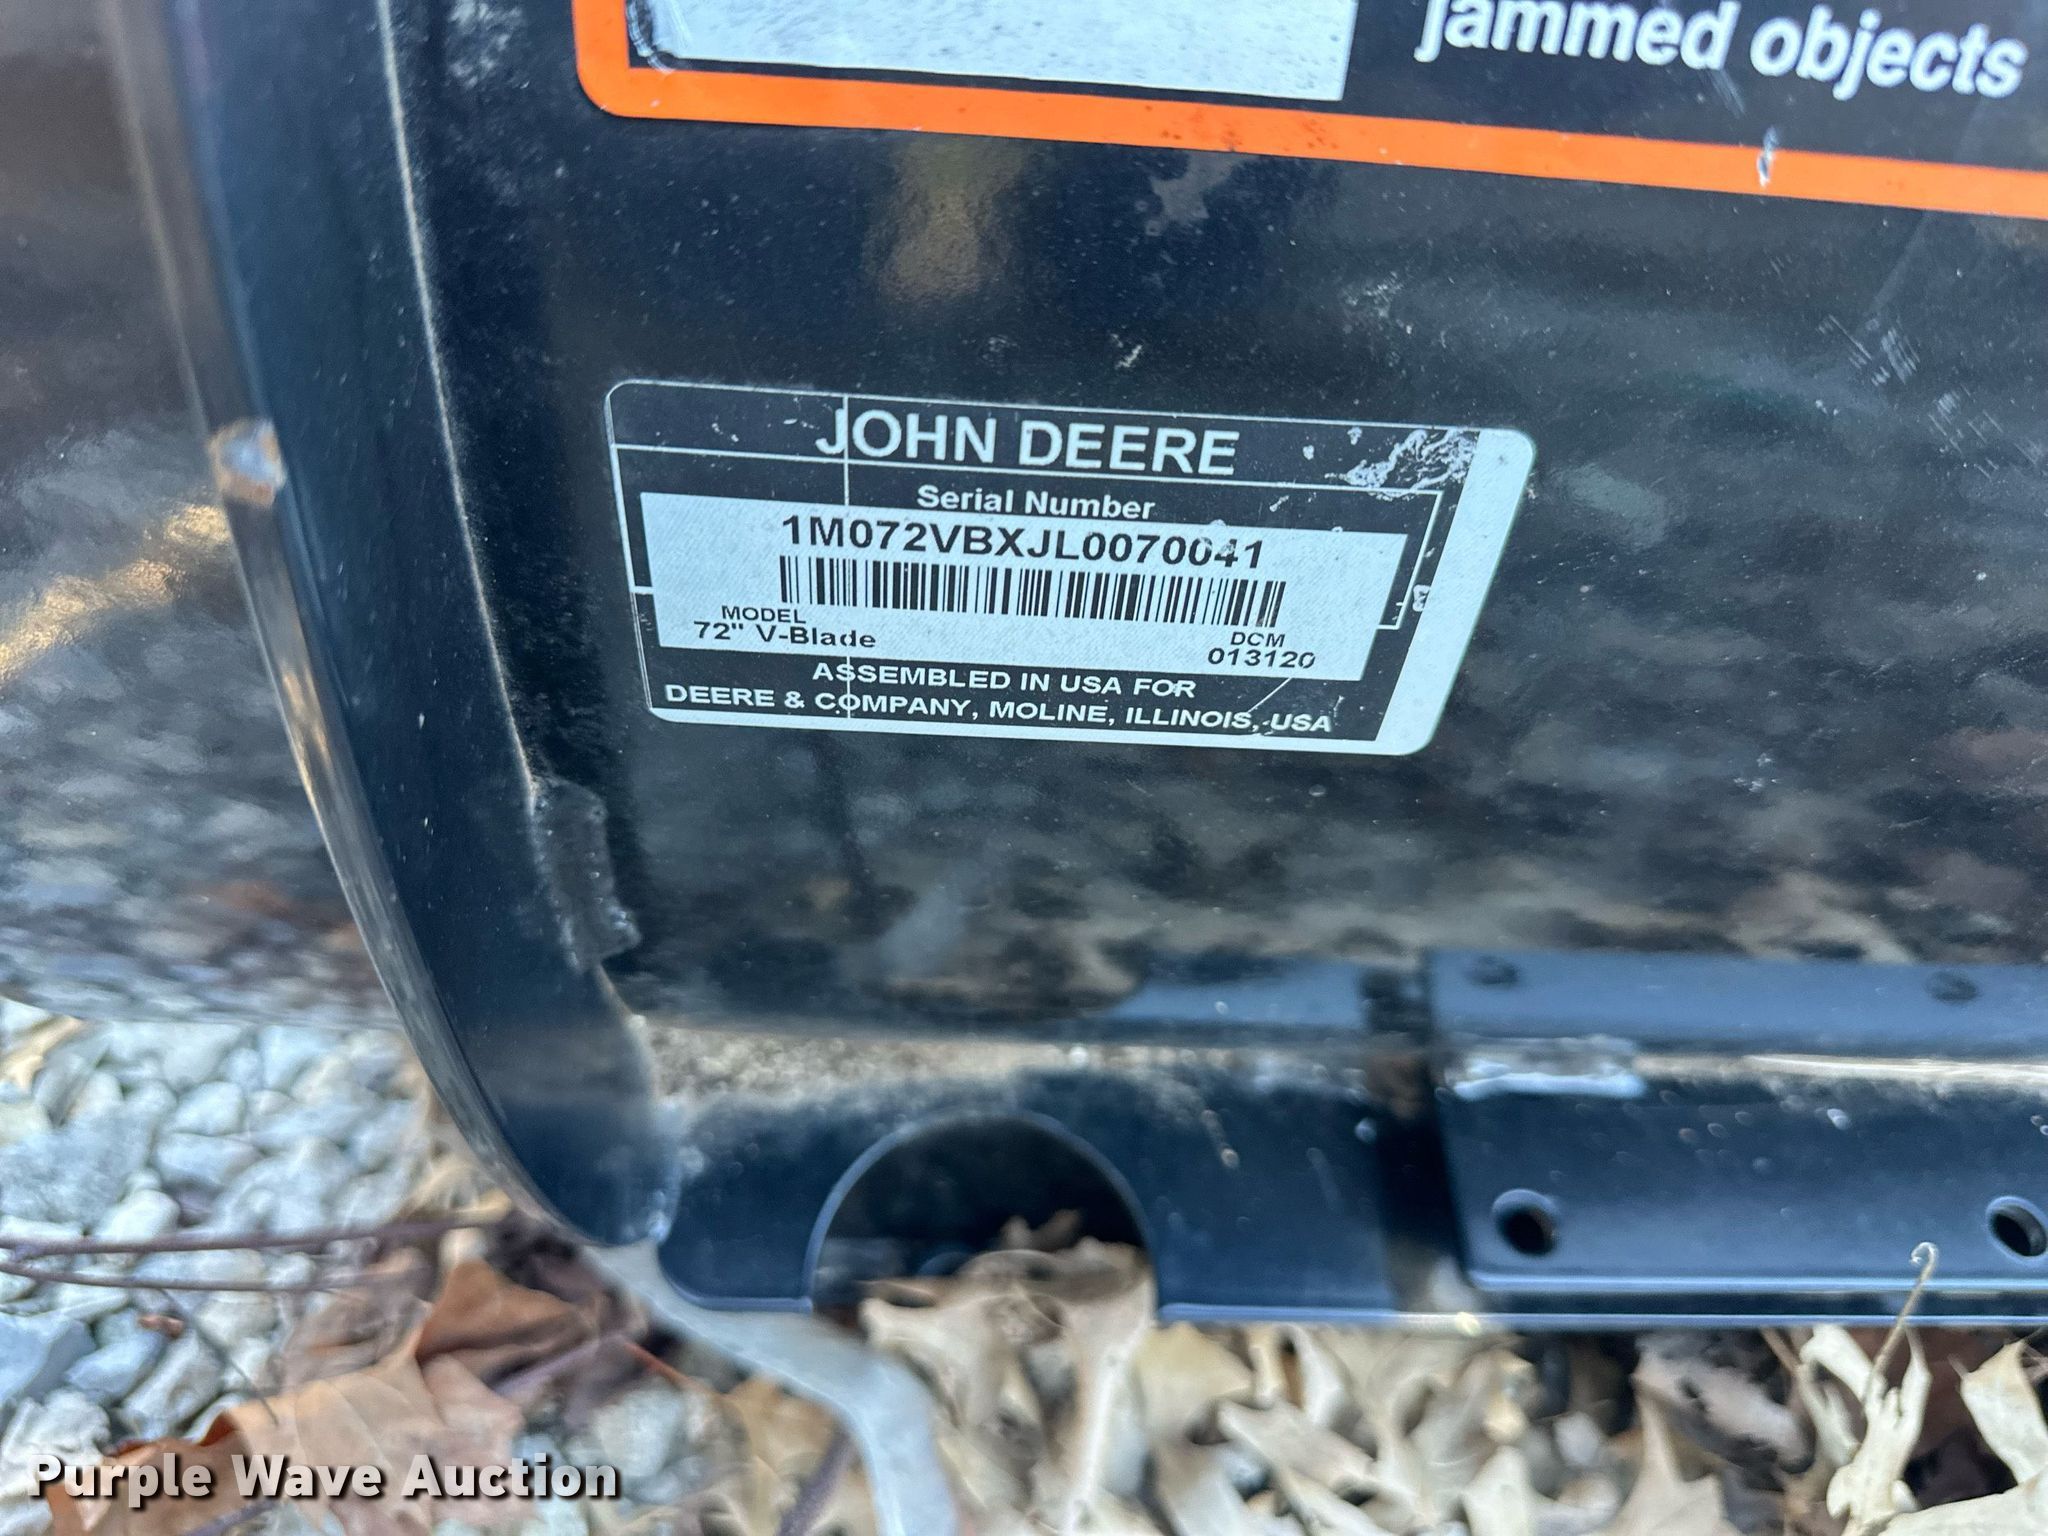 jammed objects
JOHN DEERE
Serial Number
1M072VBXJL0070041
MODEL
72" V-Blade
DCM
013120
ASSEMBLED IN USA FOR
DEERE & COMPANY, MOLINE, ILLINOIS, USA
Purple Wave Auction